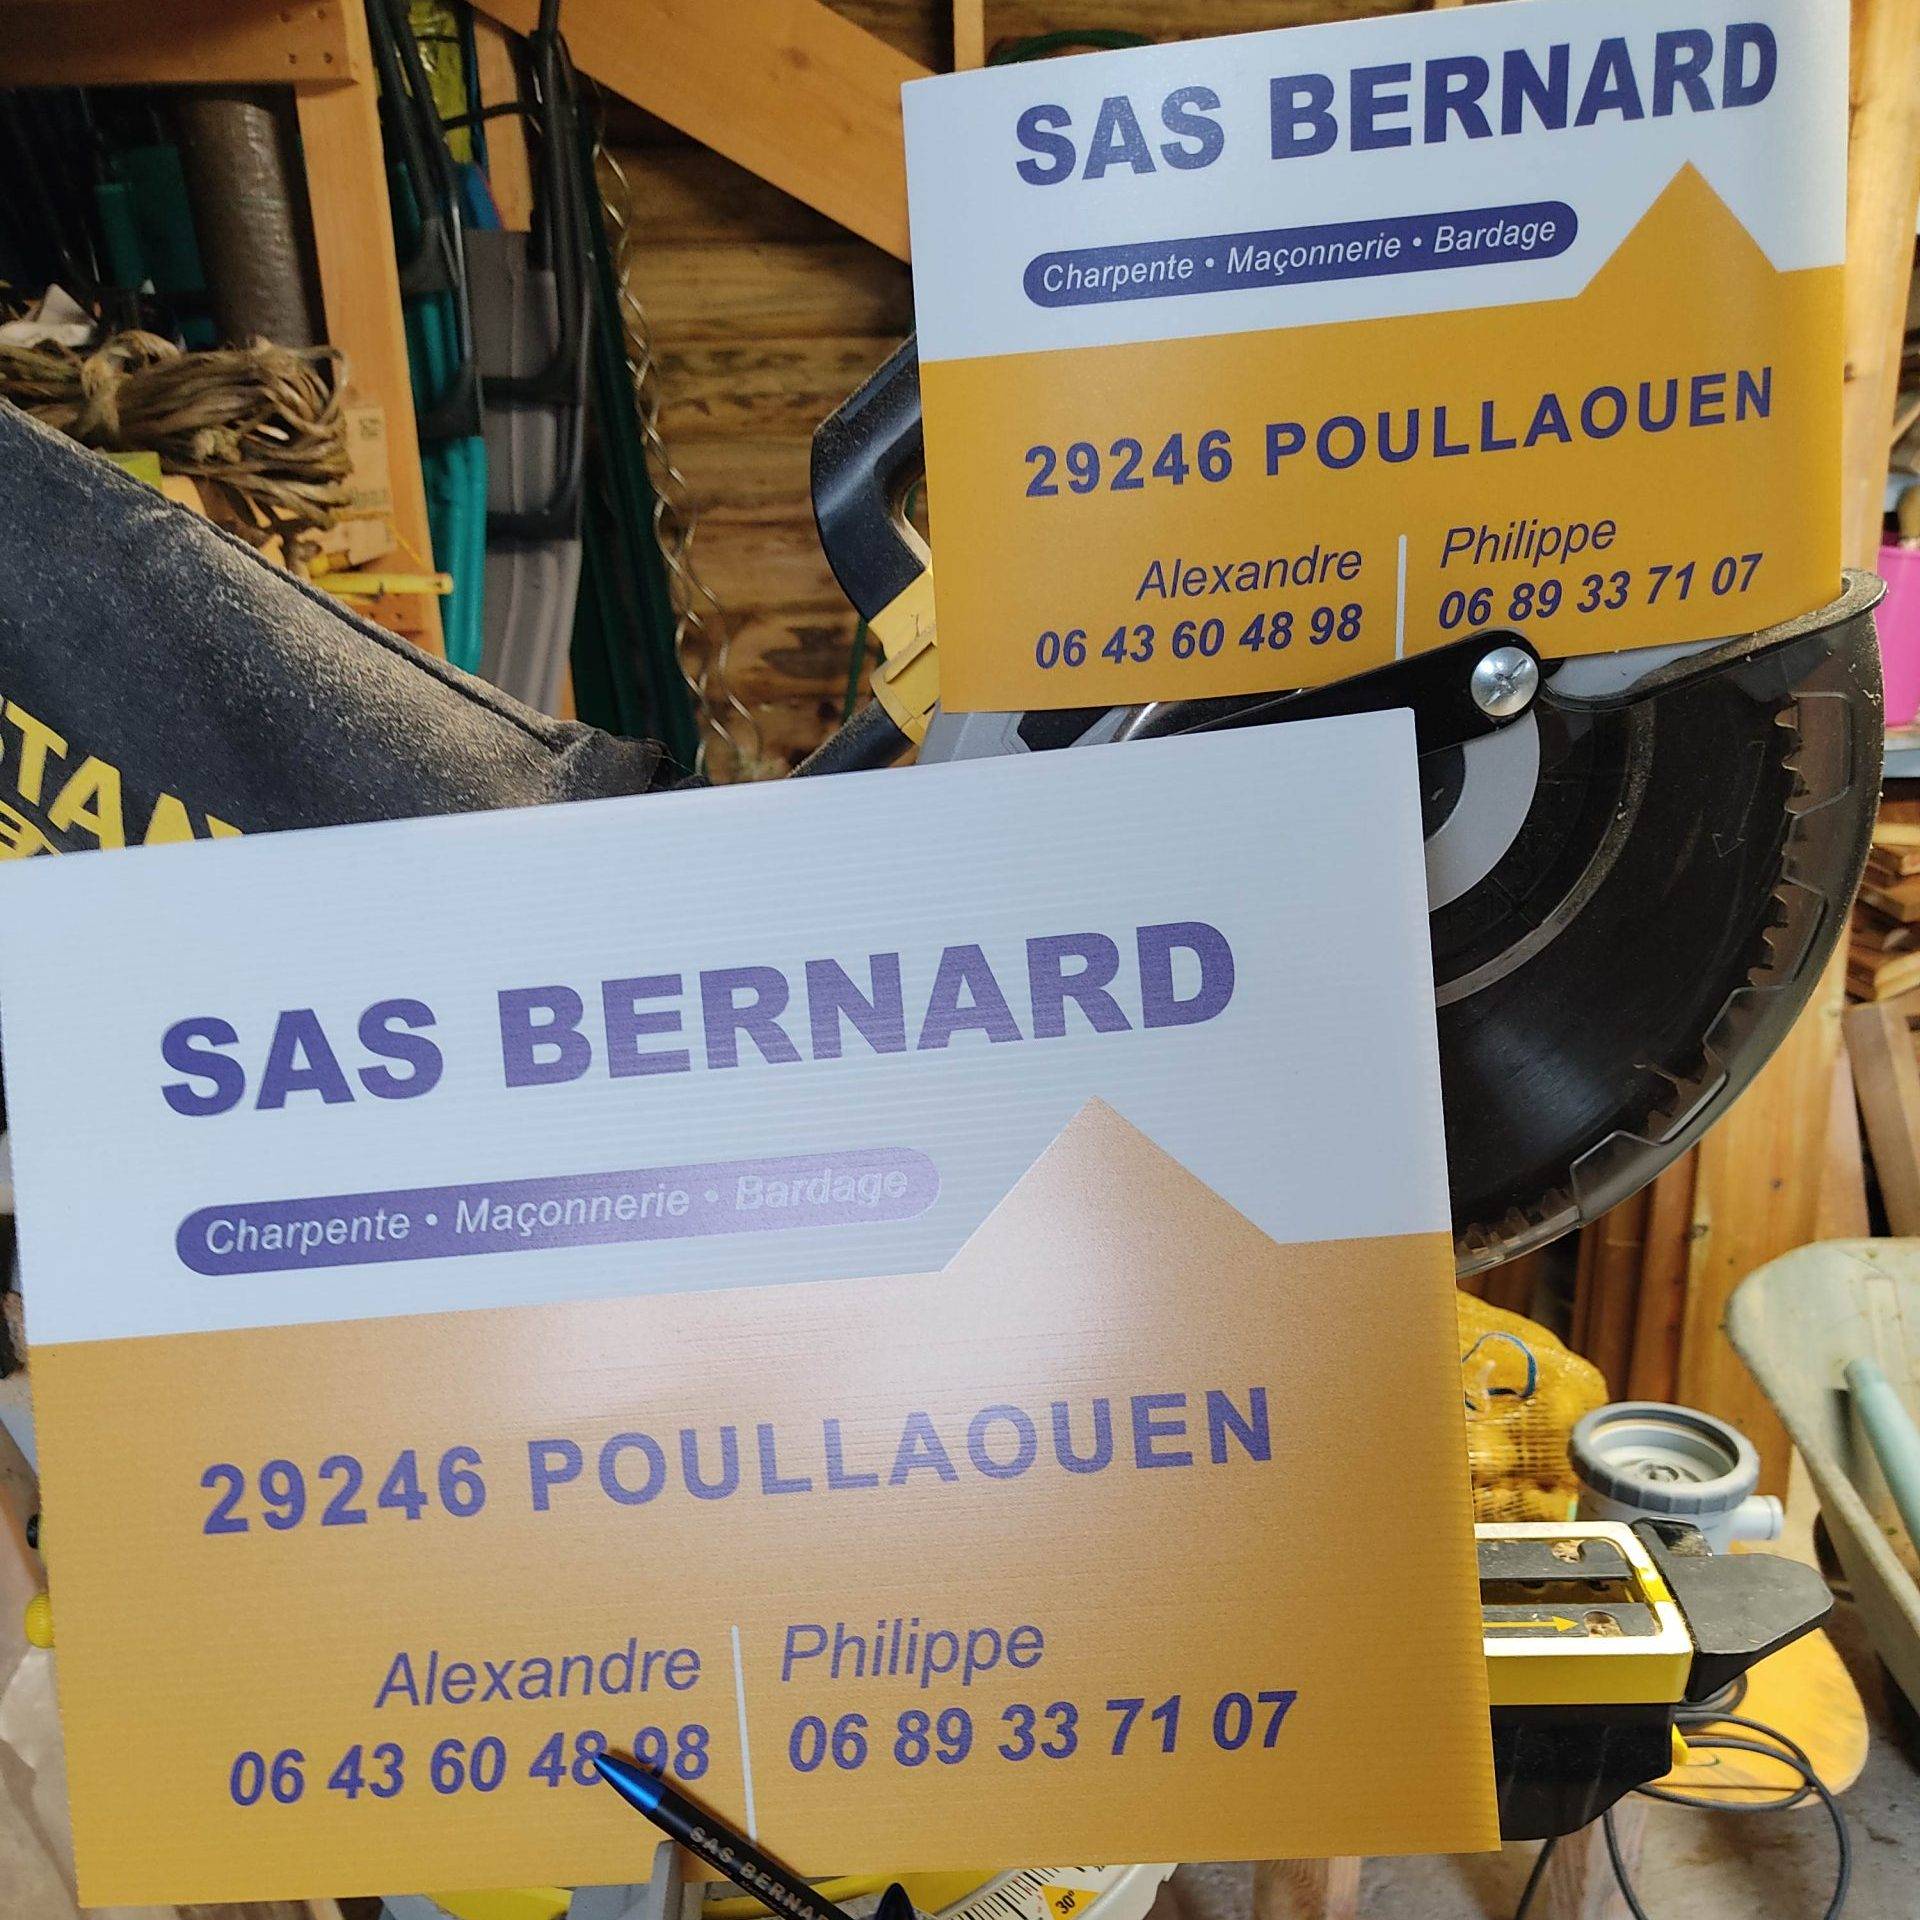 SAS BERNARD
Charpente • Maçonnerie • Bardage
29246 POULLAOUEN
Alexandre
06 43 60 48 98
Philippe
06 89 33 71 07
SAS BERNARD
Charpente • Maçonnerie • Bardage
29246 POULLAOUEN
Alexandre
06 43 60 48 98
Philippe
06 89 33 71 07
SAS BERNA
30°